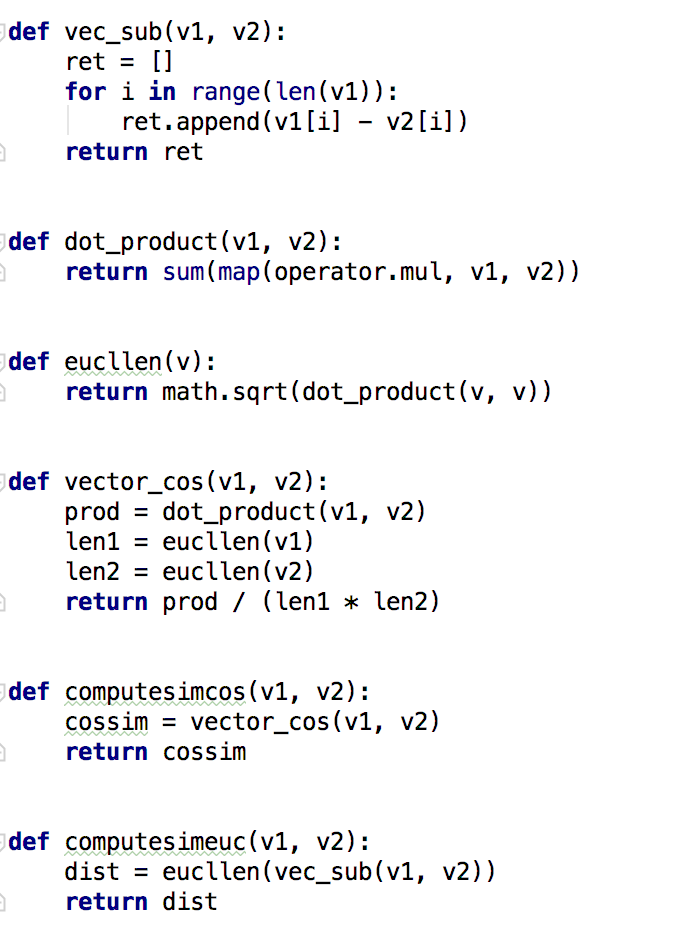 def vec_sub(v1, v2):
    ret = []
    for i in range(len(v1)):
        ret.append(v1[i] - v2[i])
    return ret
def dot_product(v1, v2):
    return sum(map(operator.mul, v1, v2))
def eucllen(v):
    return math.sqrt(dot_product(v, v))
def vector_cos(v1, v2):
    prod = dot_product(v1, v2)
    len1 = eucllen(v1)
    len2 = eucllen(v2)
    return prod / (len1 * len2)
def computesimcos(v1, v2):
    cossim = vector_cos(v1, v2)
    return cossim
def computesimeuc(v1, v2):
    dist = eucllen(vec_sub(v1, v2))
    return dist